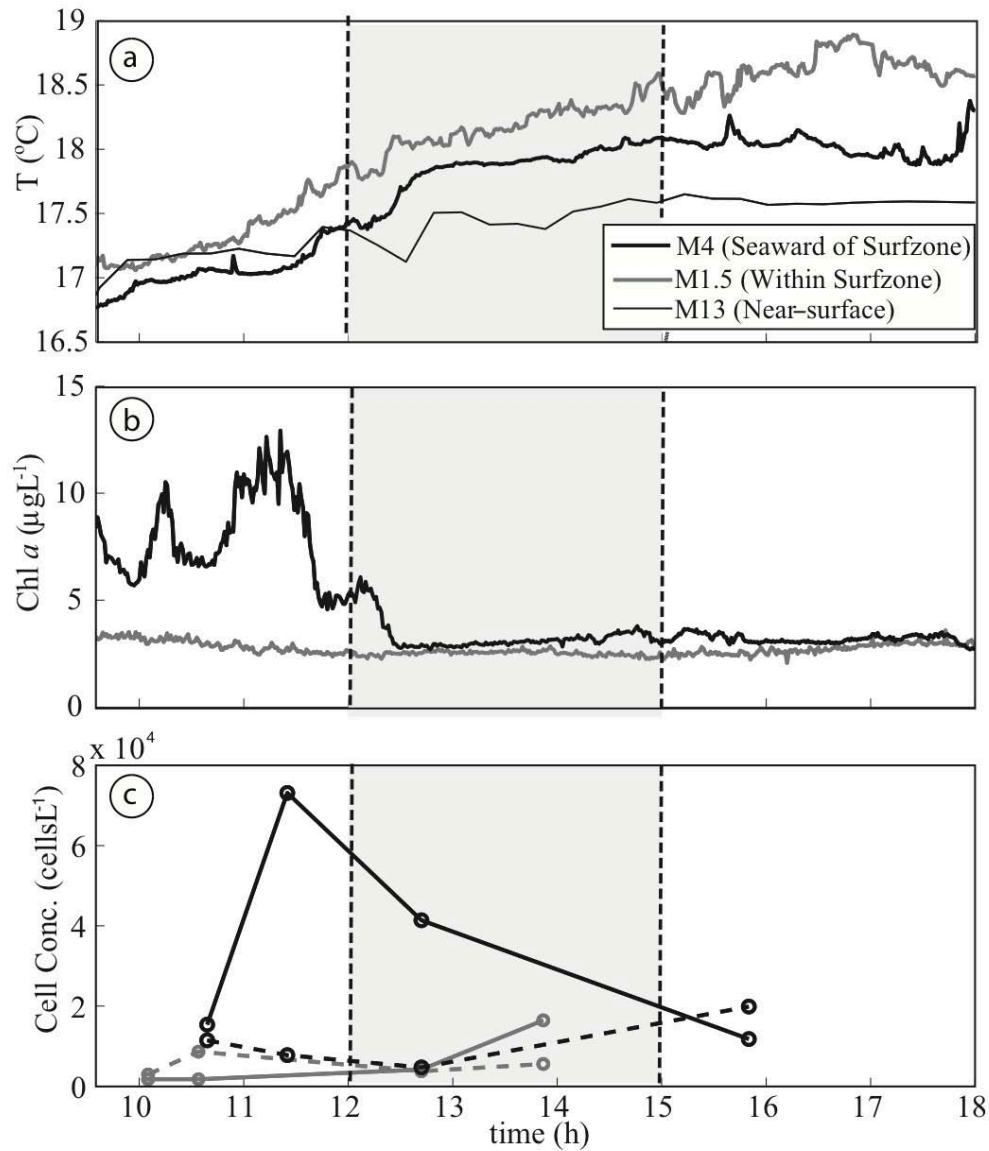 19
18.5
18
17.5
17
16.5
T (°C)
a
M4 (Seaward of Surfzone)
M1.5 (Within Surfzone)
M13 (Near–surface)
15
10
5
0
Chl a (µgL-1)
b
8 x 10⁴
6
4
2
0
Cell Conc. (cellsL-1)
c
10 11 12 13 14 15 16 17 18
time (h)